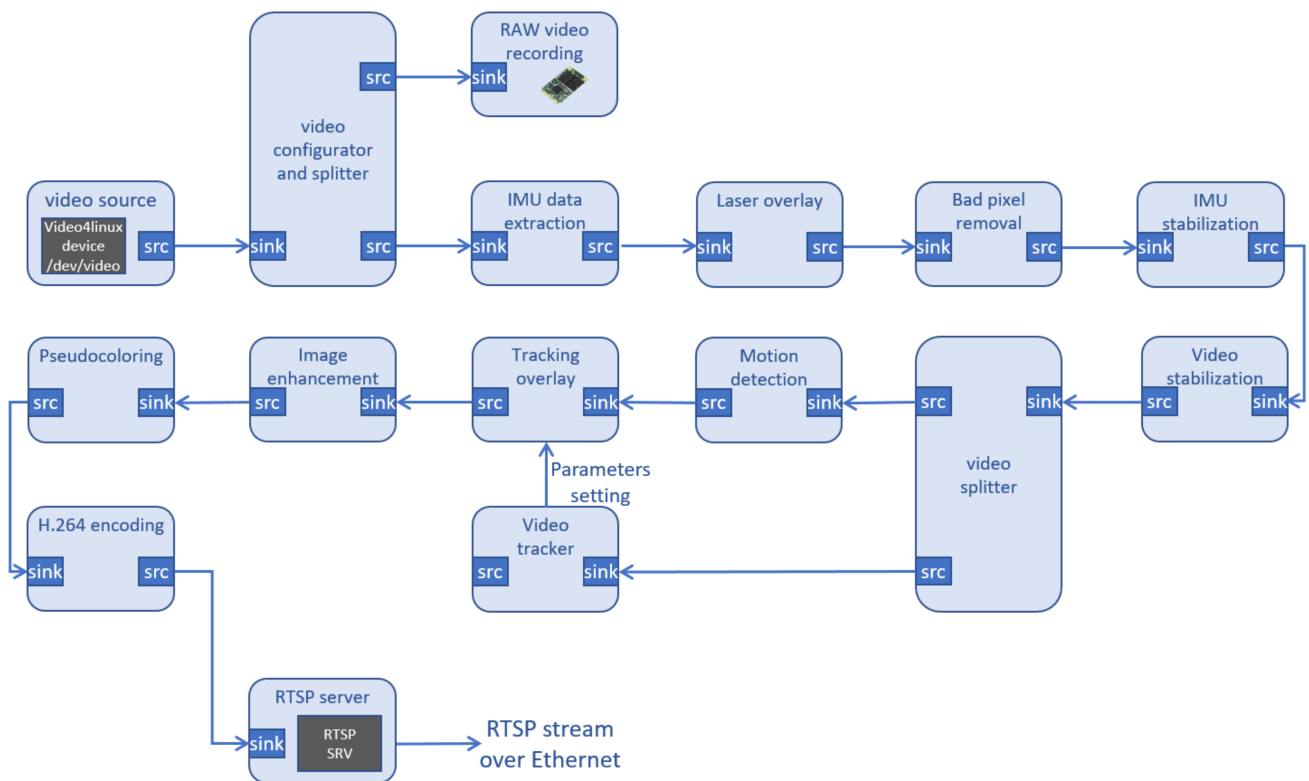 RAW video
recording
src
sink
video
configurator
and splitter
sink
src
video source
Video4linux
device
/dev/video
src
IMU data
extraction
sink
src
Laser overlay
sink
src
Bad pixel
removal
sink
src
IMU
stabilization
sink
src
Pseudocoloring
src
sink
Image
enhancement
src
sink
Tracking
overlay
src
sink
Motion
detection
src
sink
video
splitter
src
sink
src
Video
stabilization
src
sink
Parameters
setting
H.264 encoding
sink
src
Video
tracker
src
sink
RTSP server
sink
RTSP
SRV
RTSP stream
over Ethernet